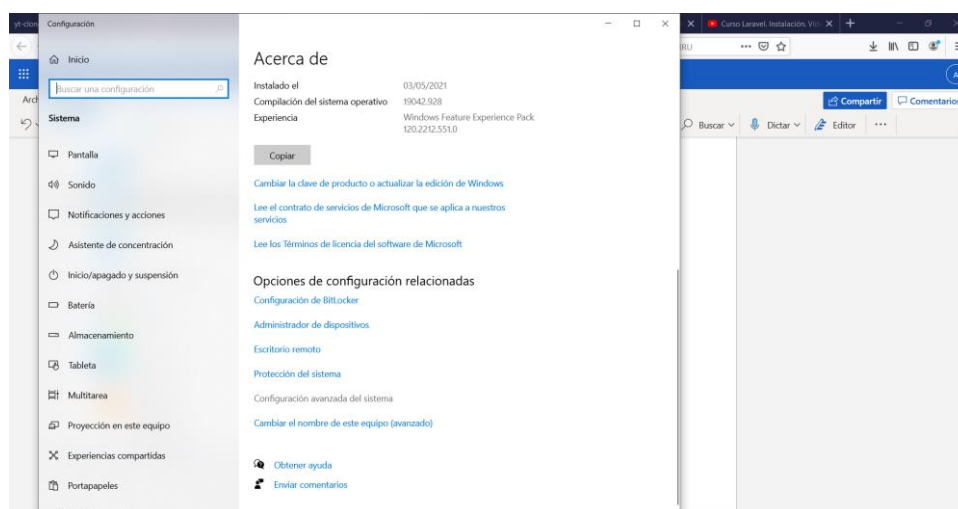 yt-clon
Configuración
Curso Laravel. Instalación. Víd
Inicio
Buscar una configuración
Sistema
Pantalla
Sonido
Notificaciones y acciones
Asistente de concentración
Inicio/apagado y suspensión
Batería
Almacenamiento
Tableta
Multitarea
Proyección en este equipo
Experiencias compartidas
Portapapeles
Acerca de
Instalado el 03/05/2021
Compilación del sistema operativo 19042.928
Experiencia Windows Feature Experience Pack
120.2212.551.0
Copiar
Cambiar la clave de producto o actualizar la edición de Windows
Lee el contrato de servicios de Microsoft que se aplica a nuestros
servicios
Lee los Términos de licencia del software de Microsoft
Opciones de configuración relacionadas
Configuración de BitLocker
Administrador de dispositivos
Escritorio remoto
Protección del sistema
Configuración avanzada del sistema
Cambiar el nombre de este equipo (avanzado)
Obtener ayuda
Enviar comentarios
RU
Arch
Compartir Comentarios
Buscar Dictar Editor